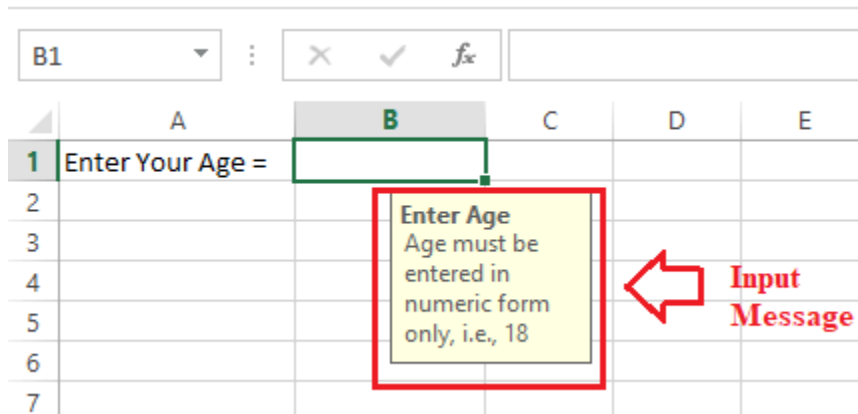 B1 fx
A B C D E
1 Enter Your Age =
2
Enter Age
3
Age must be
4
entered in
Input
5
numeric form
Message
only, i.e., 18
6
7